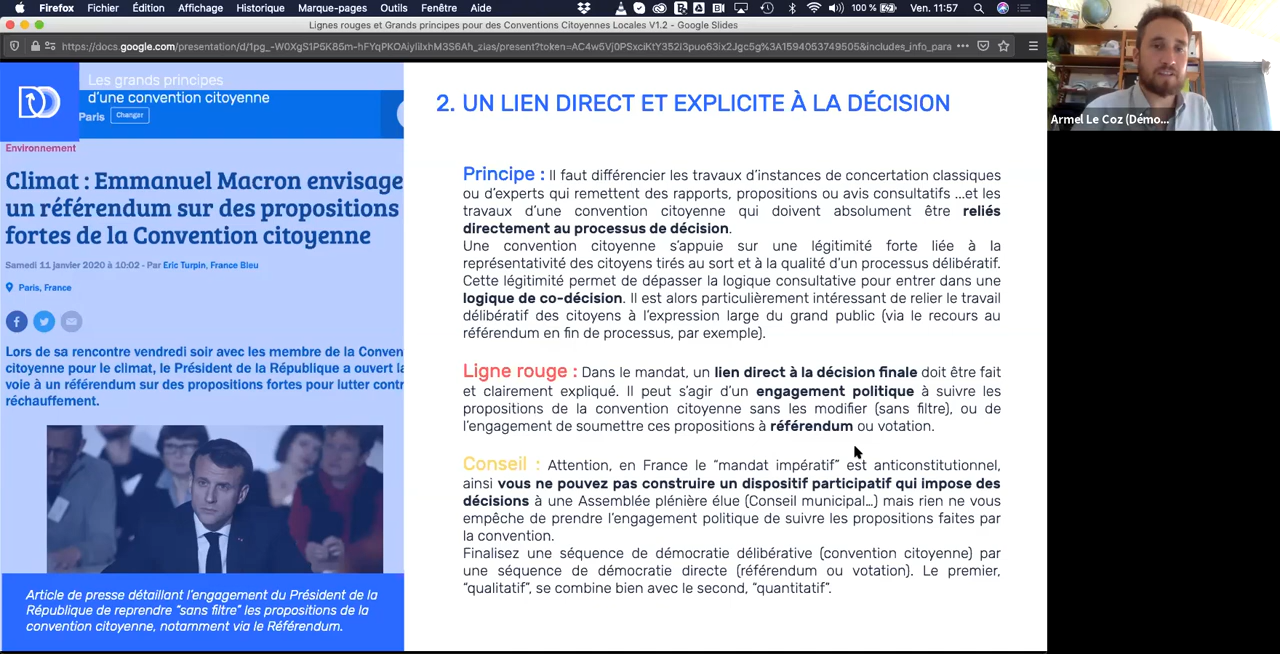 Firefox Fichier Édition Affichage Historique Marque-pages Outils Fenêtre Aide 100 % Ven. 11:57
Lignes rouges et Grands principes pour des Conventions Citoyennes Locales V1.2 - Google Slides
Les grands principes
d'une convention citoyenne
Paris Changer
Environnement
Climat : Emmanuel Macron envisage
un référendum sur des propositions
fortes de la Convention citoyenne
Samedi 11 janvier 2020 à 10:02 - Par Eric Turpin, France Bleu
Paris, France
Lors de sa rencontre vendredi soir avec les membre de la Conven
citoyenne pour le climat, le Président de la République a ouvert la
voie à un référendum sur des propositions fortes pour lutter contr
réchauffement.
Article de presse détaillant l'engagement du Président de la
République de reprendre "sans filtre" les propositions de la
convention citoyenne, notamment via le Référendum.
2. UN LIEN DIRECT ET EXPLICITE À LA DÉCISION
Principe : Il faut différencier les travaux d'instances de concertation classiques
ou d'experts qui remettent des rapports, propositions ou avis consultatifs ...et les
travaux d'une convention citoyenne qui doivent absolument être reliés
directement au processus de décision.
Une convention citoyenne s'appuie sur une légitimité forte liée à la
représentativité des citoyens tirés au sort et à la qualité d'un processus délibératif.
Cette légitimité permet de dépasser la logique consultative pour entrer dans une
logique de co-décision. Il est alors particulièrement intéressant de relier le travail
délibératif des citoyens à l'expression large du grand public (via le recours au
référendum en fin de processus, par exemple).
Ligne rouge : Dans le mandat, un lien direct à la décision finale doit être fait
et clairement expliqué. Il peut s'agir d'un engagement politique à suivre les
propositions de la convention citoyenne sans les modifier (sans filtre), ou de
l'engagement de soumettre ces propositions à référendum ou votation.
Conseil : Attention, en France le "mandat impératif" est anticonstitutionnel,
ainsi vous ne pouvez pas construire un dispositif participatif qui impose des
décisions à une Assemblée plénière élue (Conseil municipal...) mais rien ne vous
empêche de prendre l'engagement politique de suivre les propositions faites par
la convention.
Finalisez une séquence de démocratie délibérative (convention citoyenne) par
une séquence de démocratie directe (référendum ou votation). Le premier,
"qualitatif", se combine bien avec le second, "quantitatif".
Armel Le Coz (Démo...